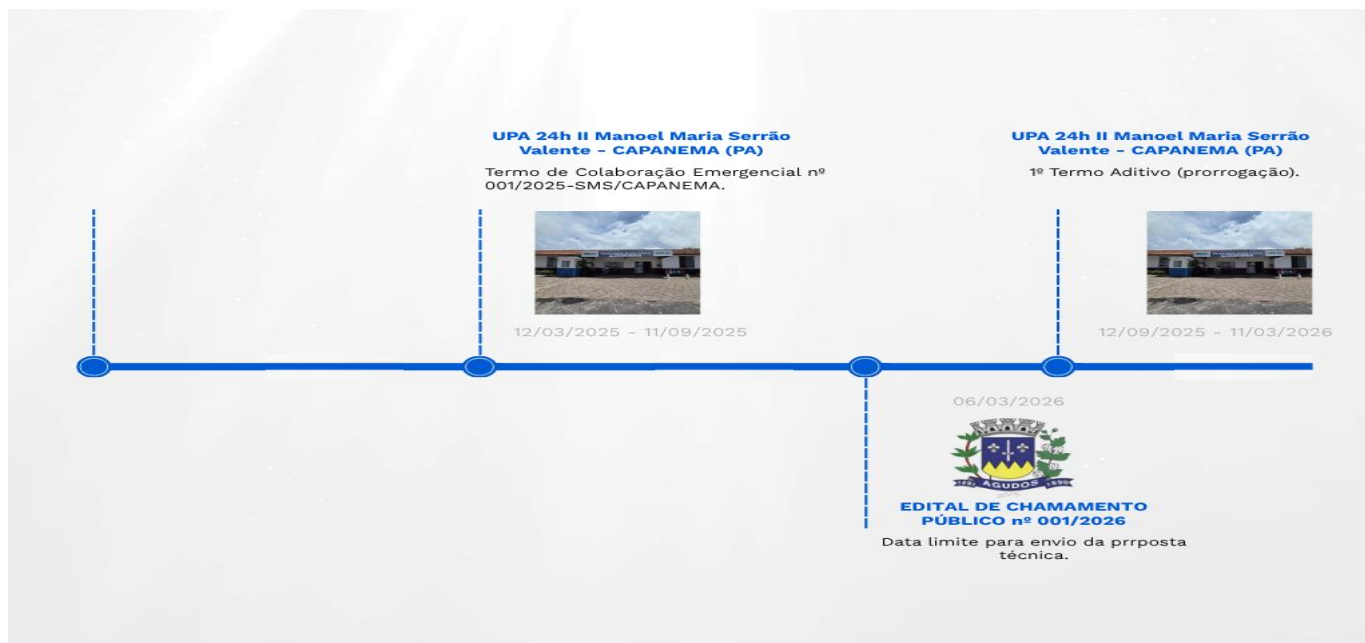 UPA 24h II Manoel Maria Serrão
Valente - CAPANEMA (PA)
Termo de Colaboração Emergencial nº
001/2025-SMS/CAPANEMA.
12/03/2025 - 11/09/2025
UPA 24h II Manoel Maria Serrão
Valente - CAPANEMA (PA)
1º Termo Aditivo (prorrogação).
12/09/2025 - 11/03/2026
06/03/2026
AGUDOS
EDITAL DE CHAMAMENTO
PÚBLICO nº 001/2026
Data limite para envio da prrposta
técnica.